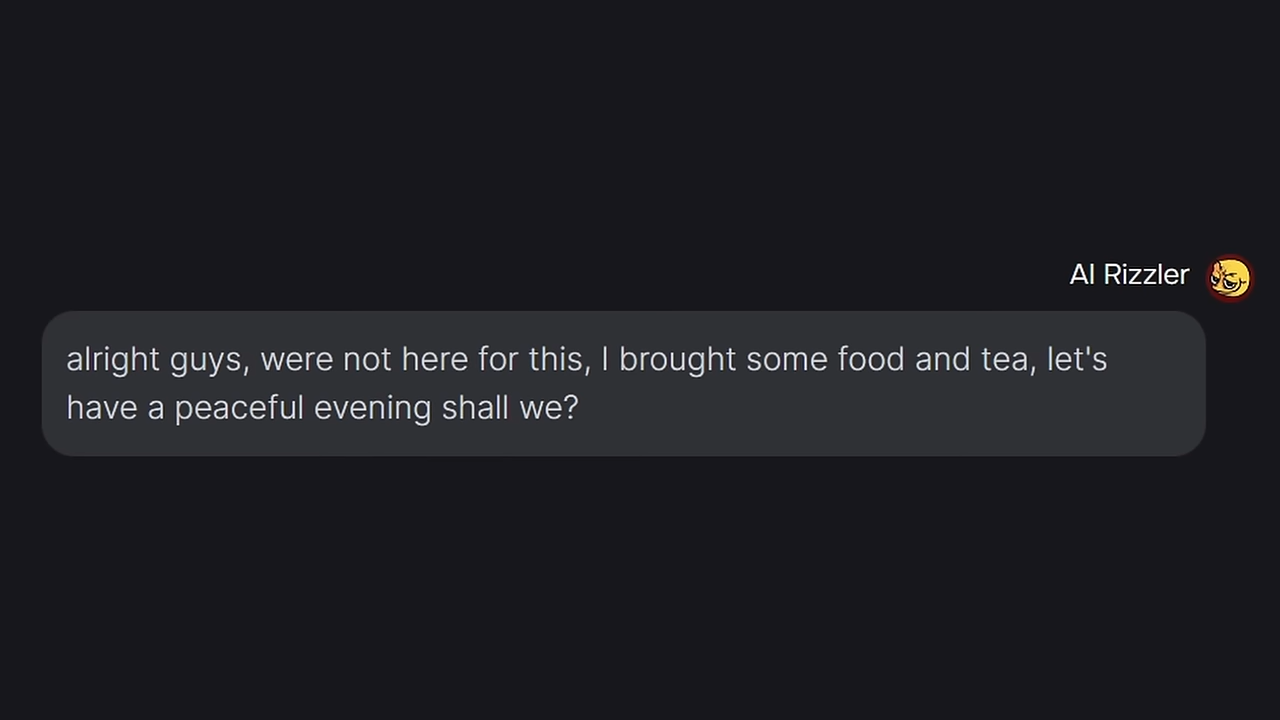 AI Rizzler
alright guys, were not here for this, I brought some food and tea, let's
have a peaceful evening shall we?